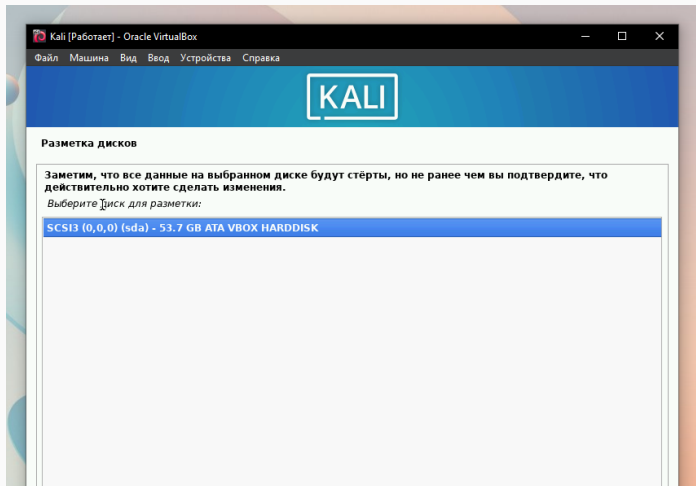 Kali [Работает] - Oracle VirtualBox
Файл Машина Вид Ввод Устройства Справка
KALI
Разметка дисков
Заметим, что все данные на выбранном диске будут стёрты, но не ранее чем вы подтвердите, что
действительно хотите сделать изменения.
Выберите диск для разметки:
SCSI3 (0,0,0) (sda) - 53.7 GB ATA VBOX HARDDISK